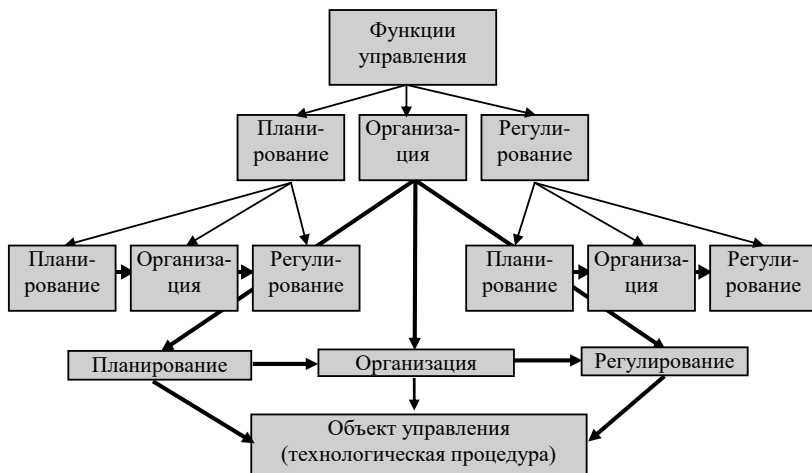 Функции
управления
Плани-
рование
Организа-
ция
Регули-
рование
Плани-
рование
Организа-
ция
Регули-
рование
Плани-
рование
Организа-
ция
Регули-
рование
Планирование
Организация
Регулирование
Объект управления
(технологическая процедура)